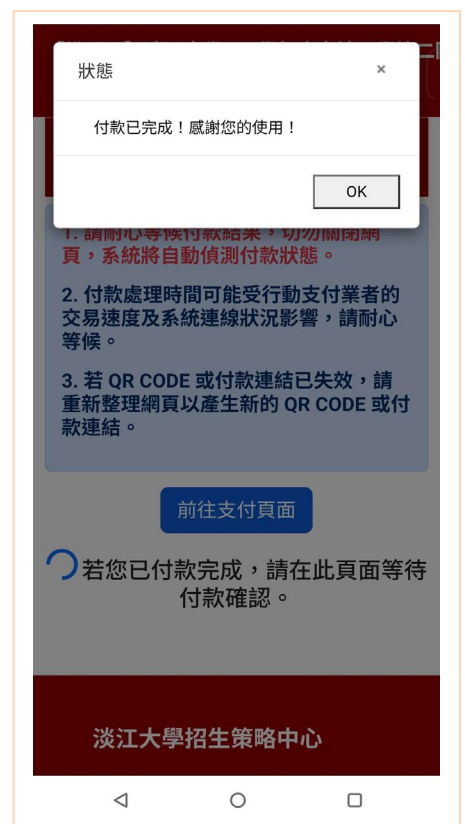 狀態
×
付款已完成！感謝您的使用！
OK
1. 請耐心等候付款結果，切勿關閉網
頁，系統將自動偵測付款狀態。
2. 付款處理時間可能受行動支付業者的
交易速度及系統連線狀況影響，請耐心
等候。
3. 若 QR CODE 或付款連結已失效，請
重新整理網頁以產生新的 QR CODE 或付
款連結。
前往支付頁面
若您已付款完成，請在此頁面等待
付款確認。
淡江大學招生策略中心